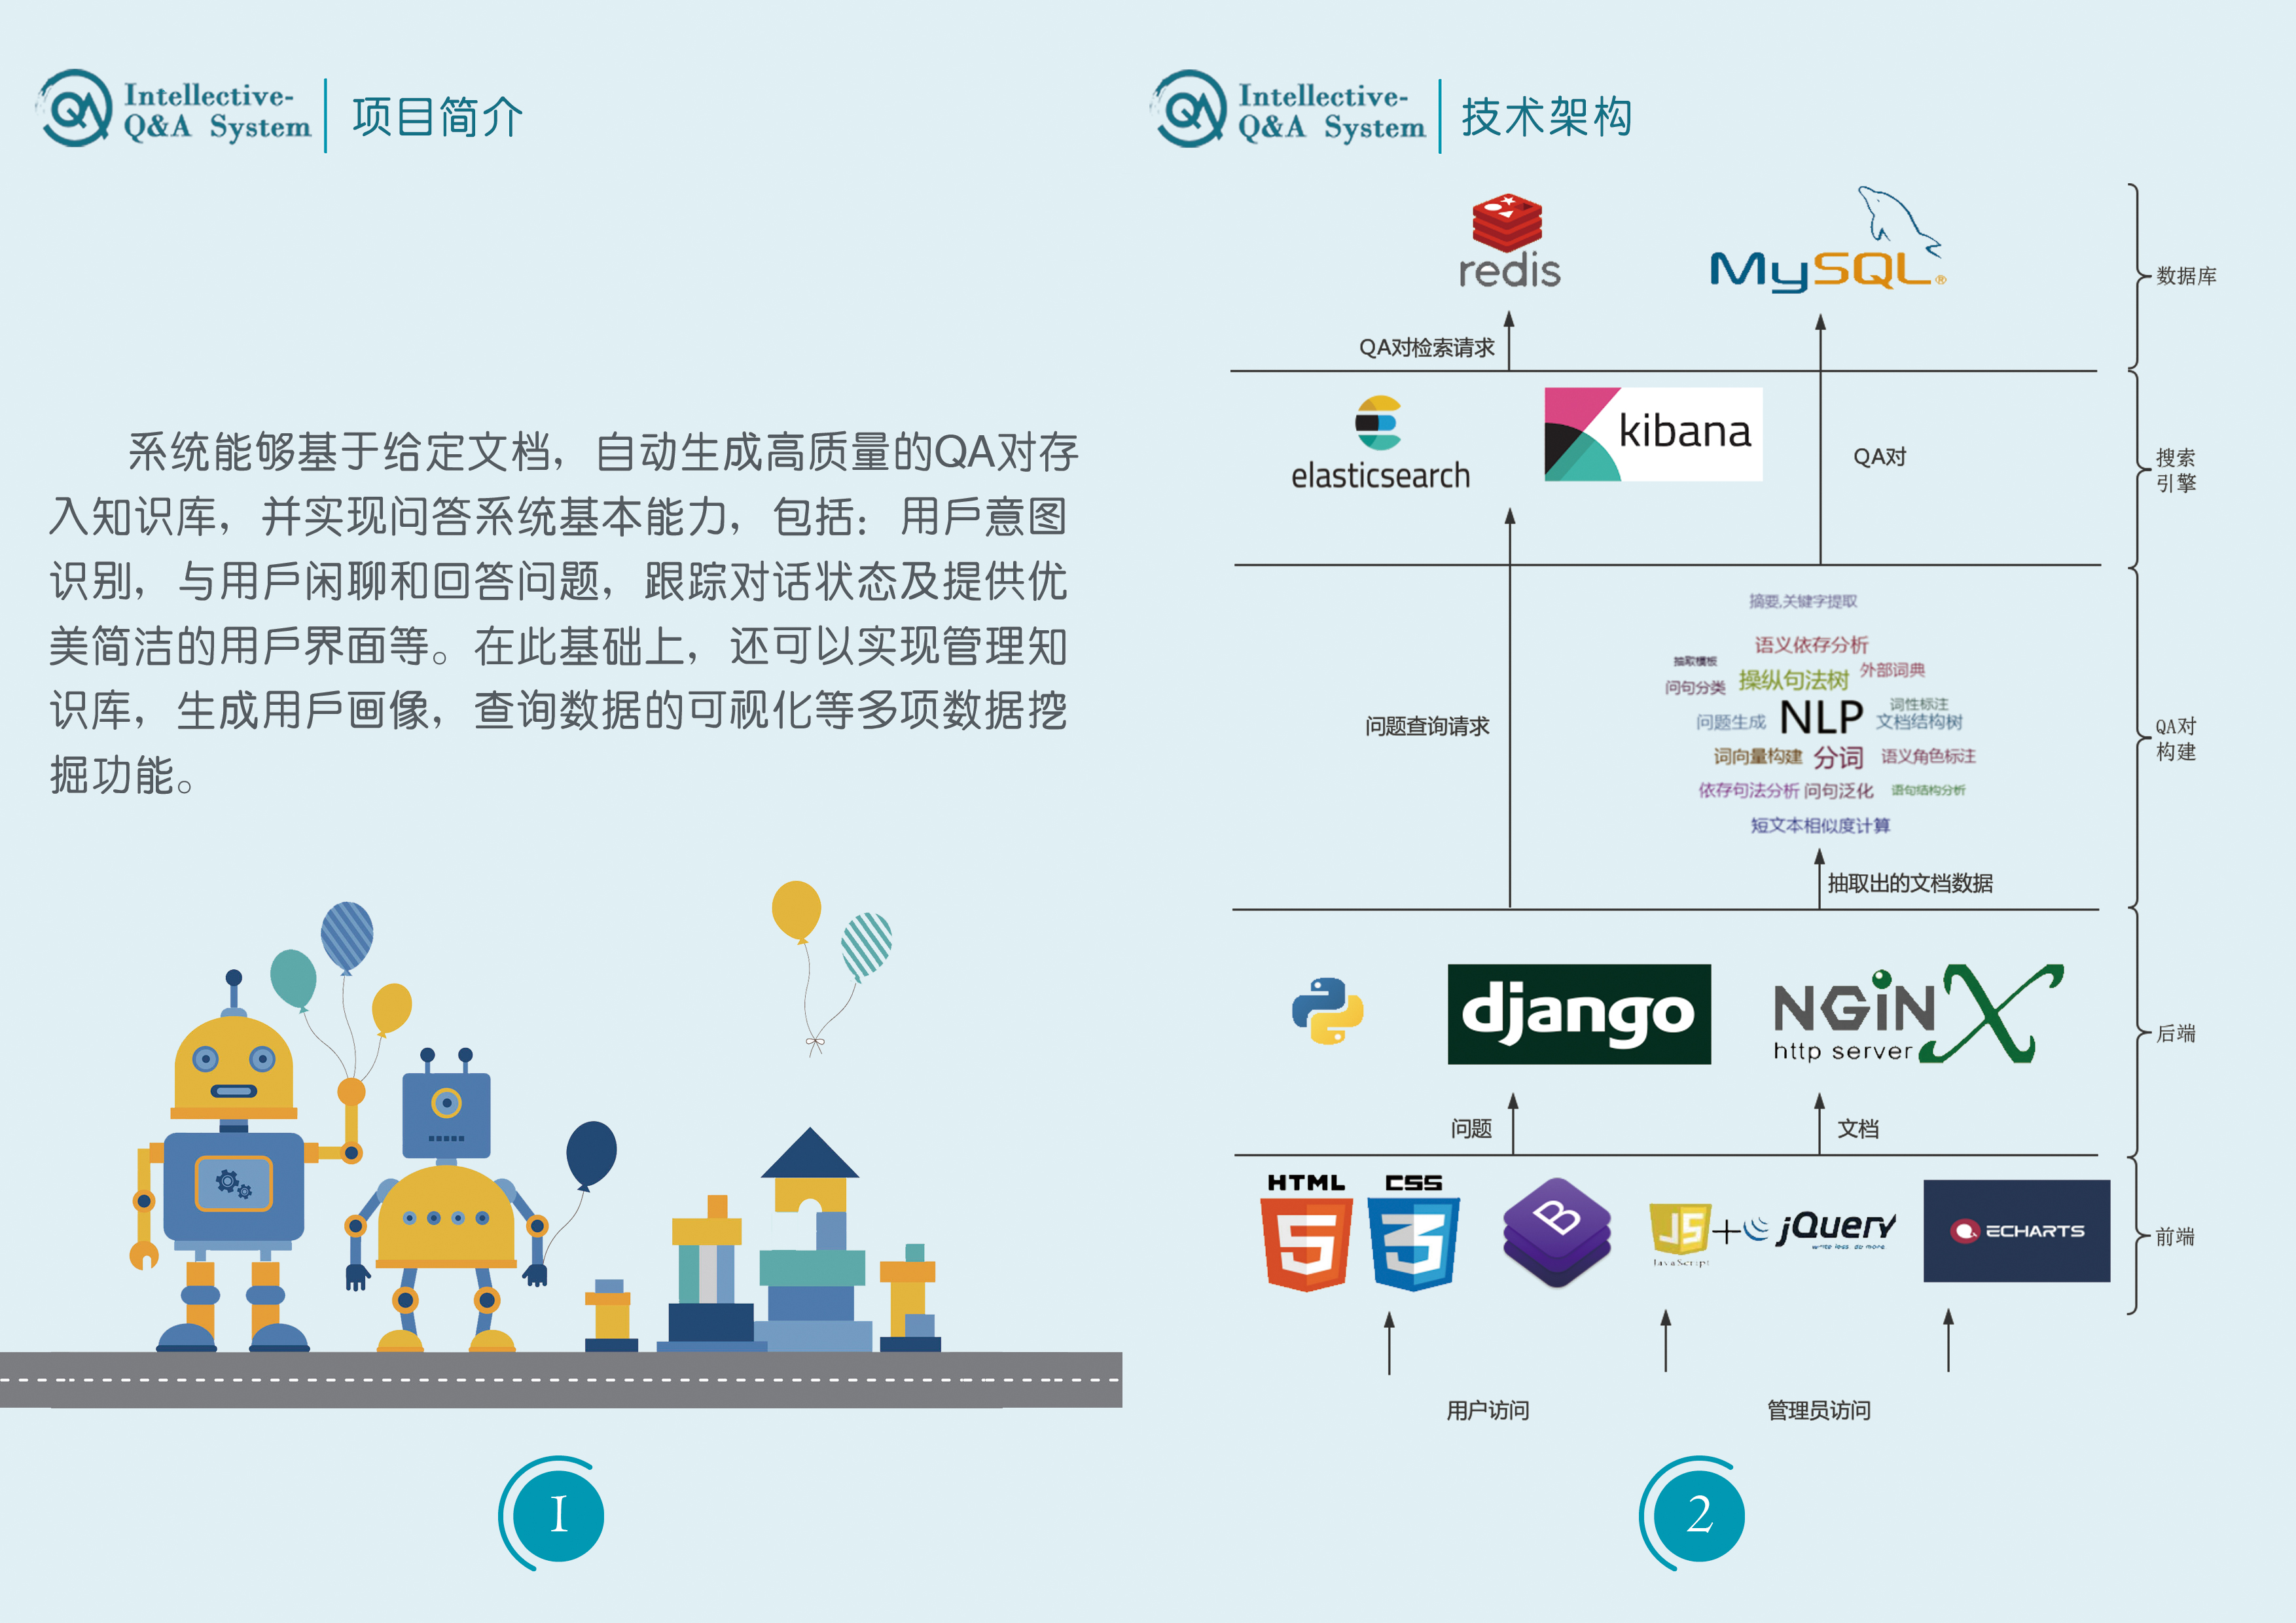 Intellective-
Q&A System
项目简介
系统能够基于给定文档，自动生成高质量的QA对存
入知识库，并实现问答系统基本能力，包括：用戶意图
识别，与用戶闲聊和回答问题，跟踪对话状态及提供优
美简洁的用戶界面等。在此基础上，还可以实现管理知
识库，生成用戶画像，查询数据的可视化等多项数据挖
掘功能。
1
Intellective-
Q&A System
技术架构
redis
MySQL®
数据库
QA对检索请求
elasticsearch
kibana
QA对
搜索
引擎
摘要,关键字提取
语义依存分析
抽取模板
外部词典
问句分类
操纵句法树
词性标注
问题生成
NLP
文档结构树
词向量构建
分词
语义角色标注
依存句法分析
问句泛化
语句结构分析
短文本相似度计算
问题查询请求
QA对
构建
抽取出的文档数据
django
NGiNX
http server
后端
问题
文档
HTML
5
CSS
3
B
JS
JavaScript
+
jQuery
write less do more
ECHARTS
前端
用户访问
管理员访问
2